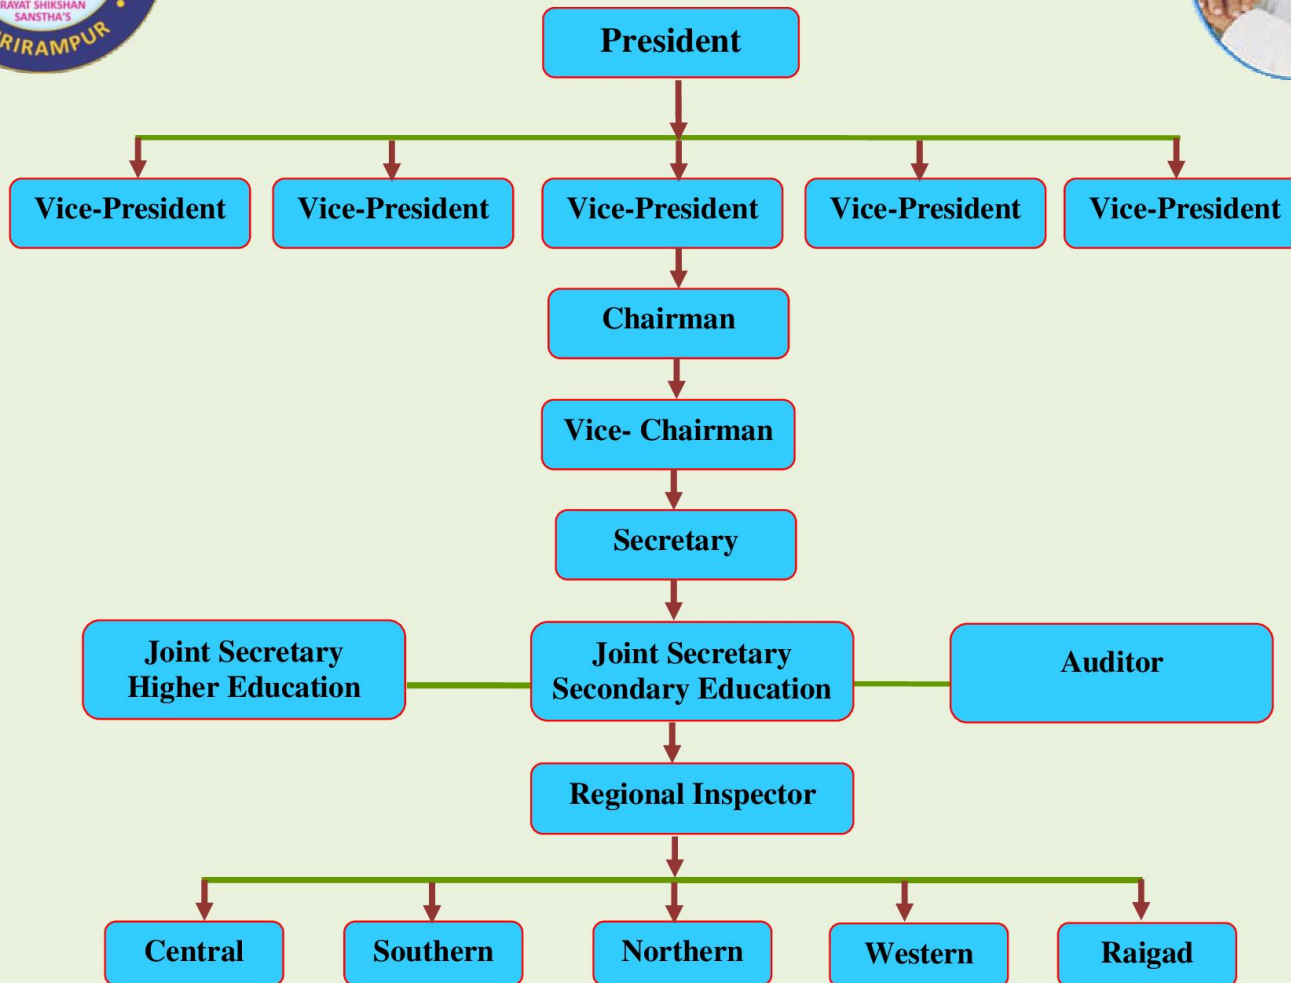 RAYAT SHIKSHAN
SANSTHA'S
RIRAMPUR
President
Vice-President
Vice-President
Vice-President
Vice-President
Vice-President
Chairman
Vice- Chairman
Secretary
Joint Secretary
Higher Education
Joint Secretary
Secondary Education
Auditor
Regional Inspector
Central
Southern
Northern
Western
Raigad